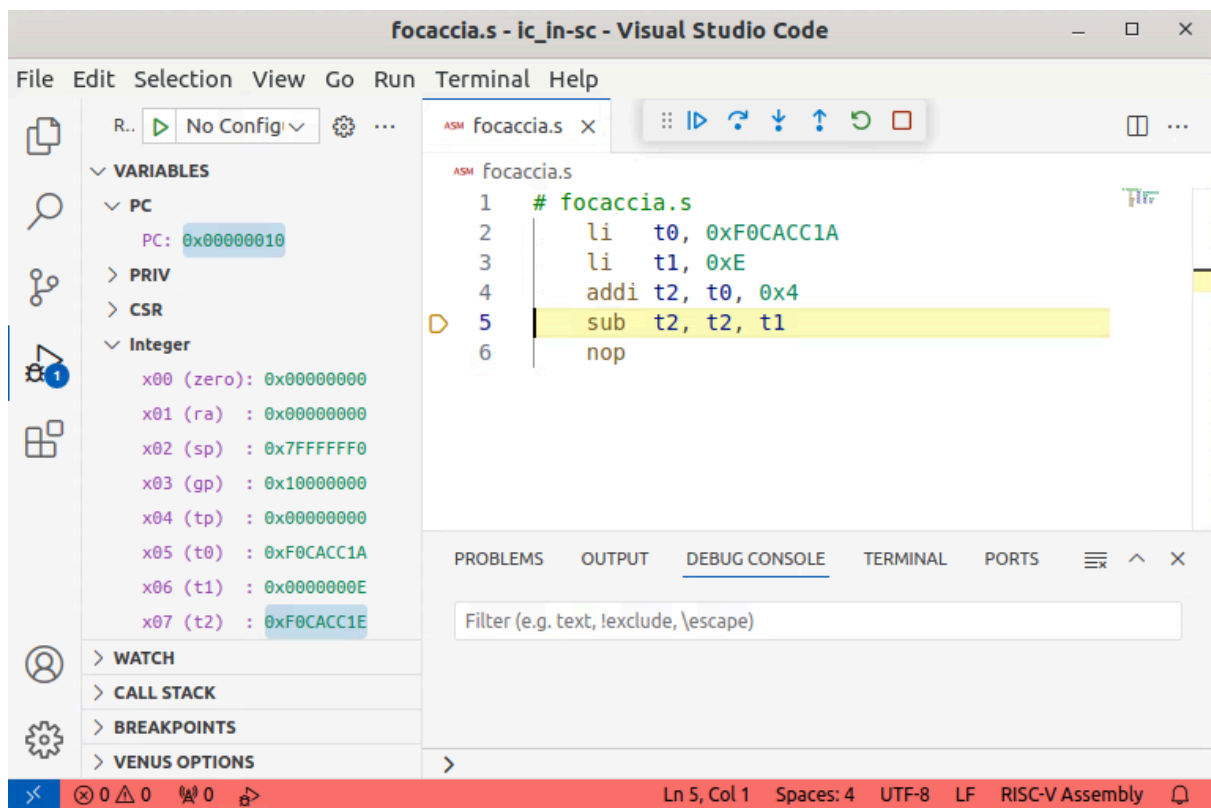 focaccia.s - ic_in-sc - Visual Studio Code
File Edit Selection View Go Run Terminal Help
R.. No Config ...
VARIABLES
PC
PC: 0x00000010
PRIV
CSR
Integer
x00 (zero): 0x00000000
x01 (ra) : 0x00000000
x02 (sp) : 0x7FFFFFF0
x03 (gp) : 0x10000000
x04 (tp) : 0x00000000
x05 (t0) : 0xF0CACC1A
x06 (t1) : 0x0000000E
x07 (t2) : 0xF0CACC1E
WATCH
CALL STACK
BREAKPOINTS
VENUS OPTIONS
1
ASM focaccia.s
ASM focaccia.s
1 # focaccia.s
2 li t0, 0xF0CACC1A
3 li t1, 0xE
4 addi t2, t0, 0x4
5 sub t2, t2, t1
6 nop
PROBLEMS OUTPUT DEBUG CONSOLE TERMINAL PORTS
Filter (e.g. text, !exclude, \escape)
>
0 0 0 Ln 5, Col 1 Spaces: 4 UTF-8 LF RISC-V Assembly